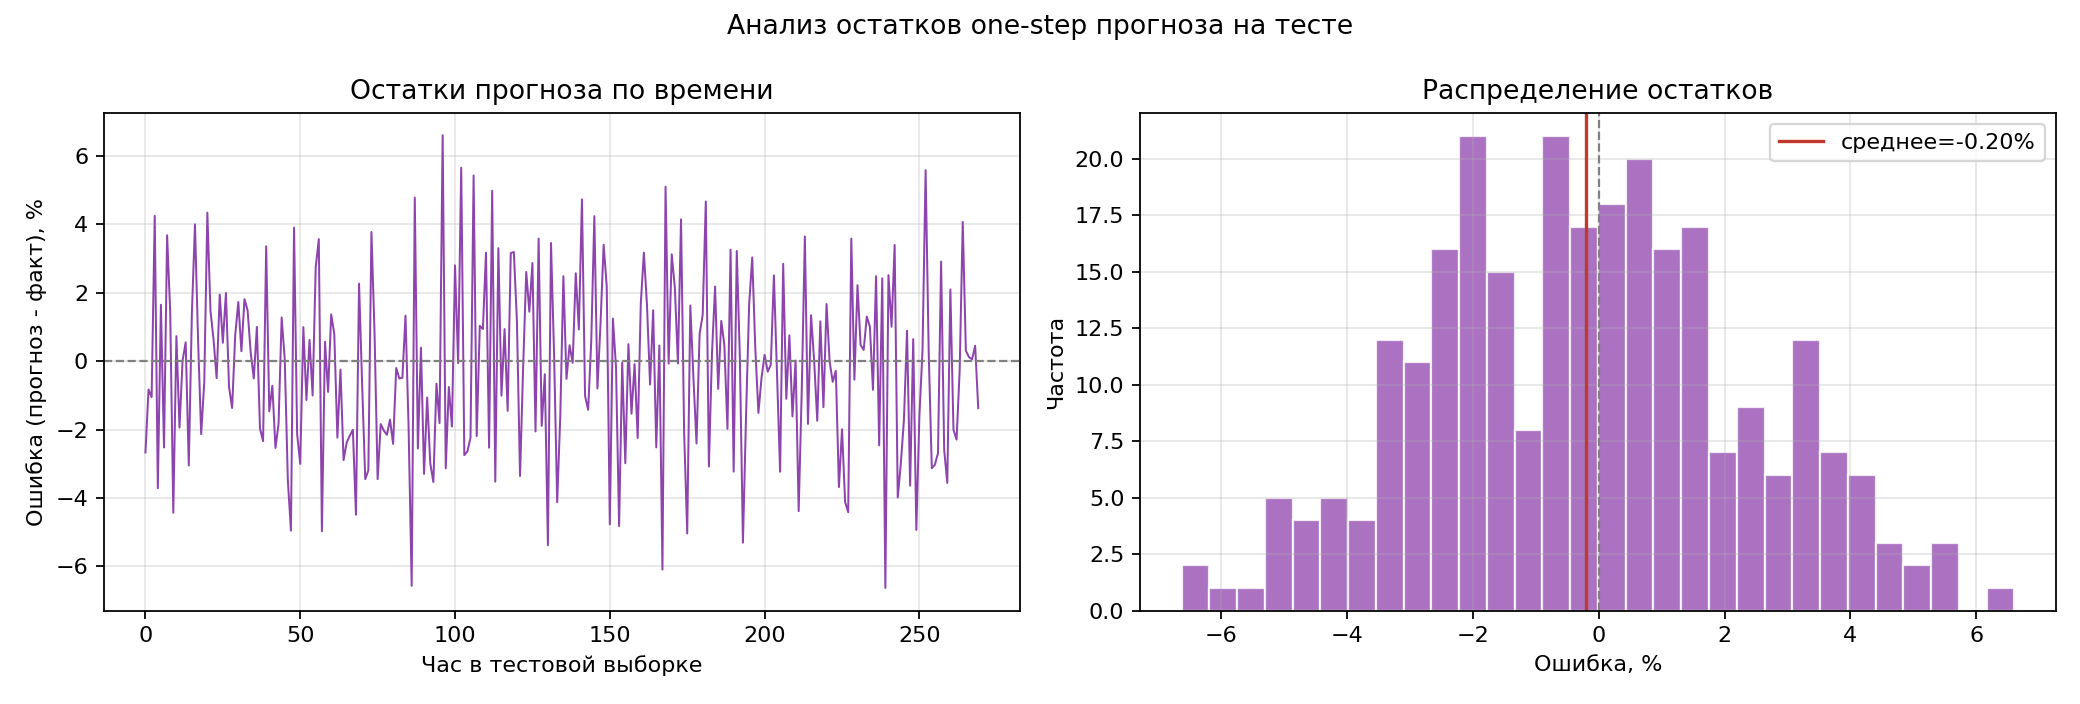 Анализ остатков one-step прогноза на тесте
Остатки прогноза по времени
Ошибка (прогноз - факт), %
6
4
2
0
−2
−4
−6
0 50 100 150 200 250
Час в тестовой выборке
Распределение остатков
среднее=-0.20%
Частота
20.0
17.5
15.0
12.5
10.0
7.5
5.0
2.5
0.0
−6 −4 −2 0 2 4 6
Ошибка, %